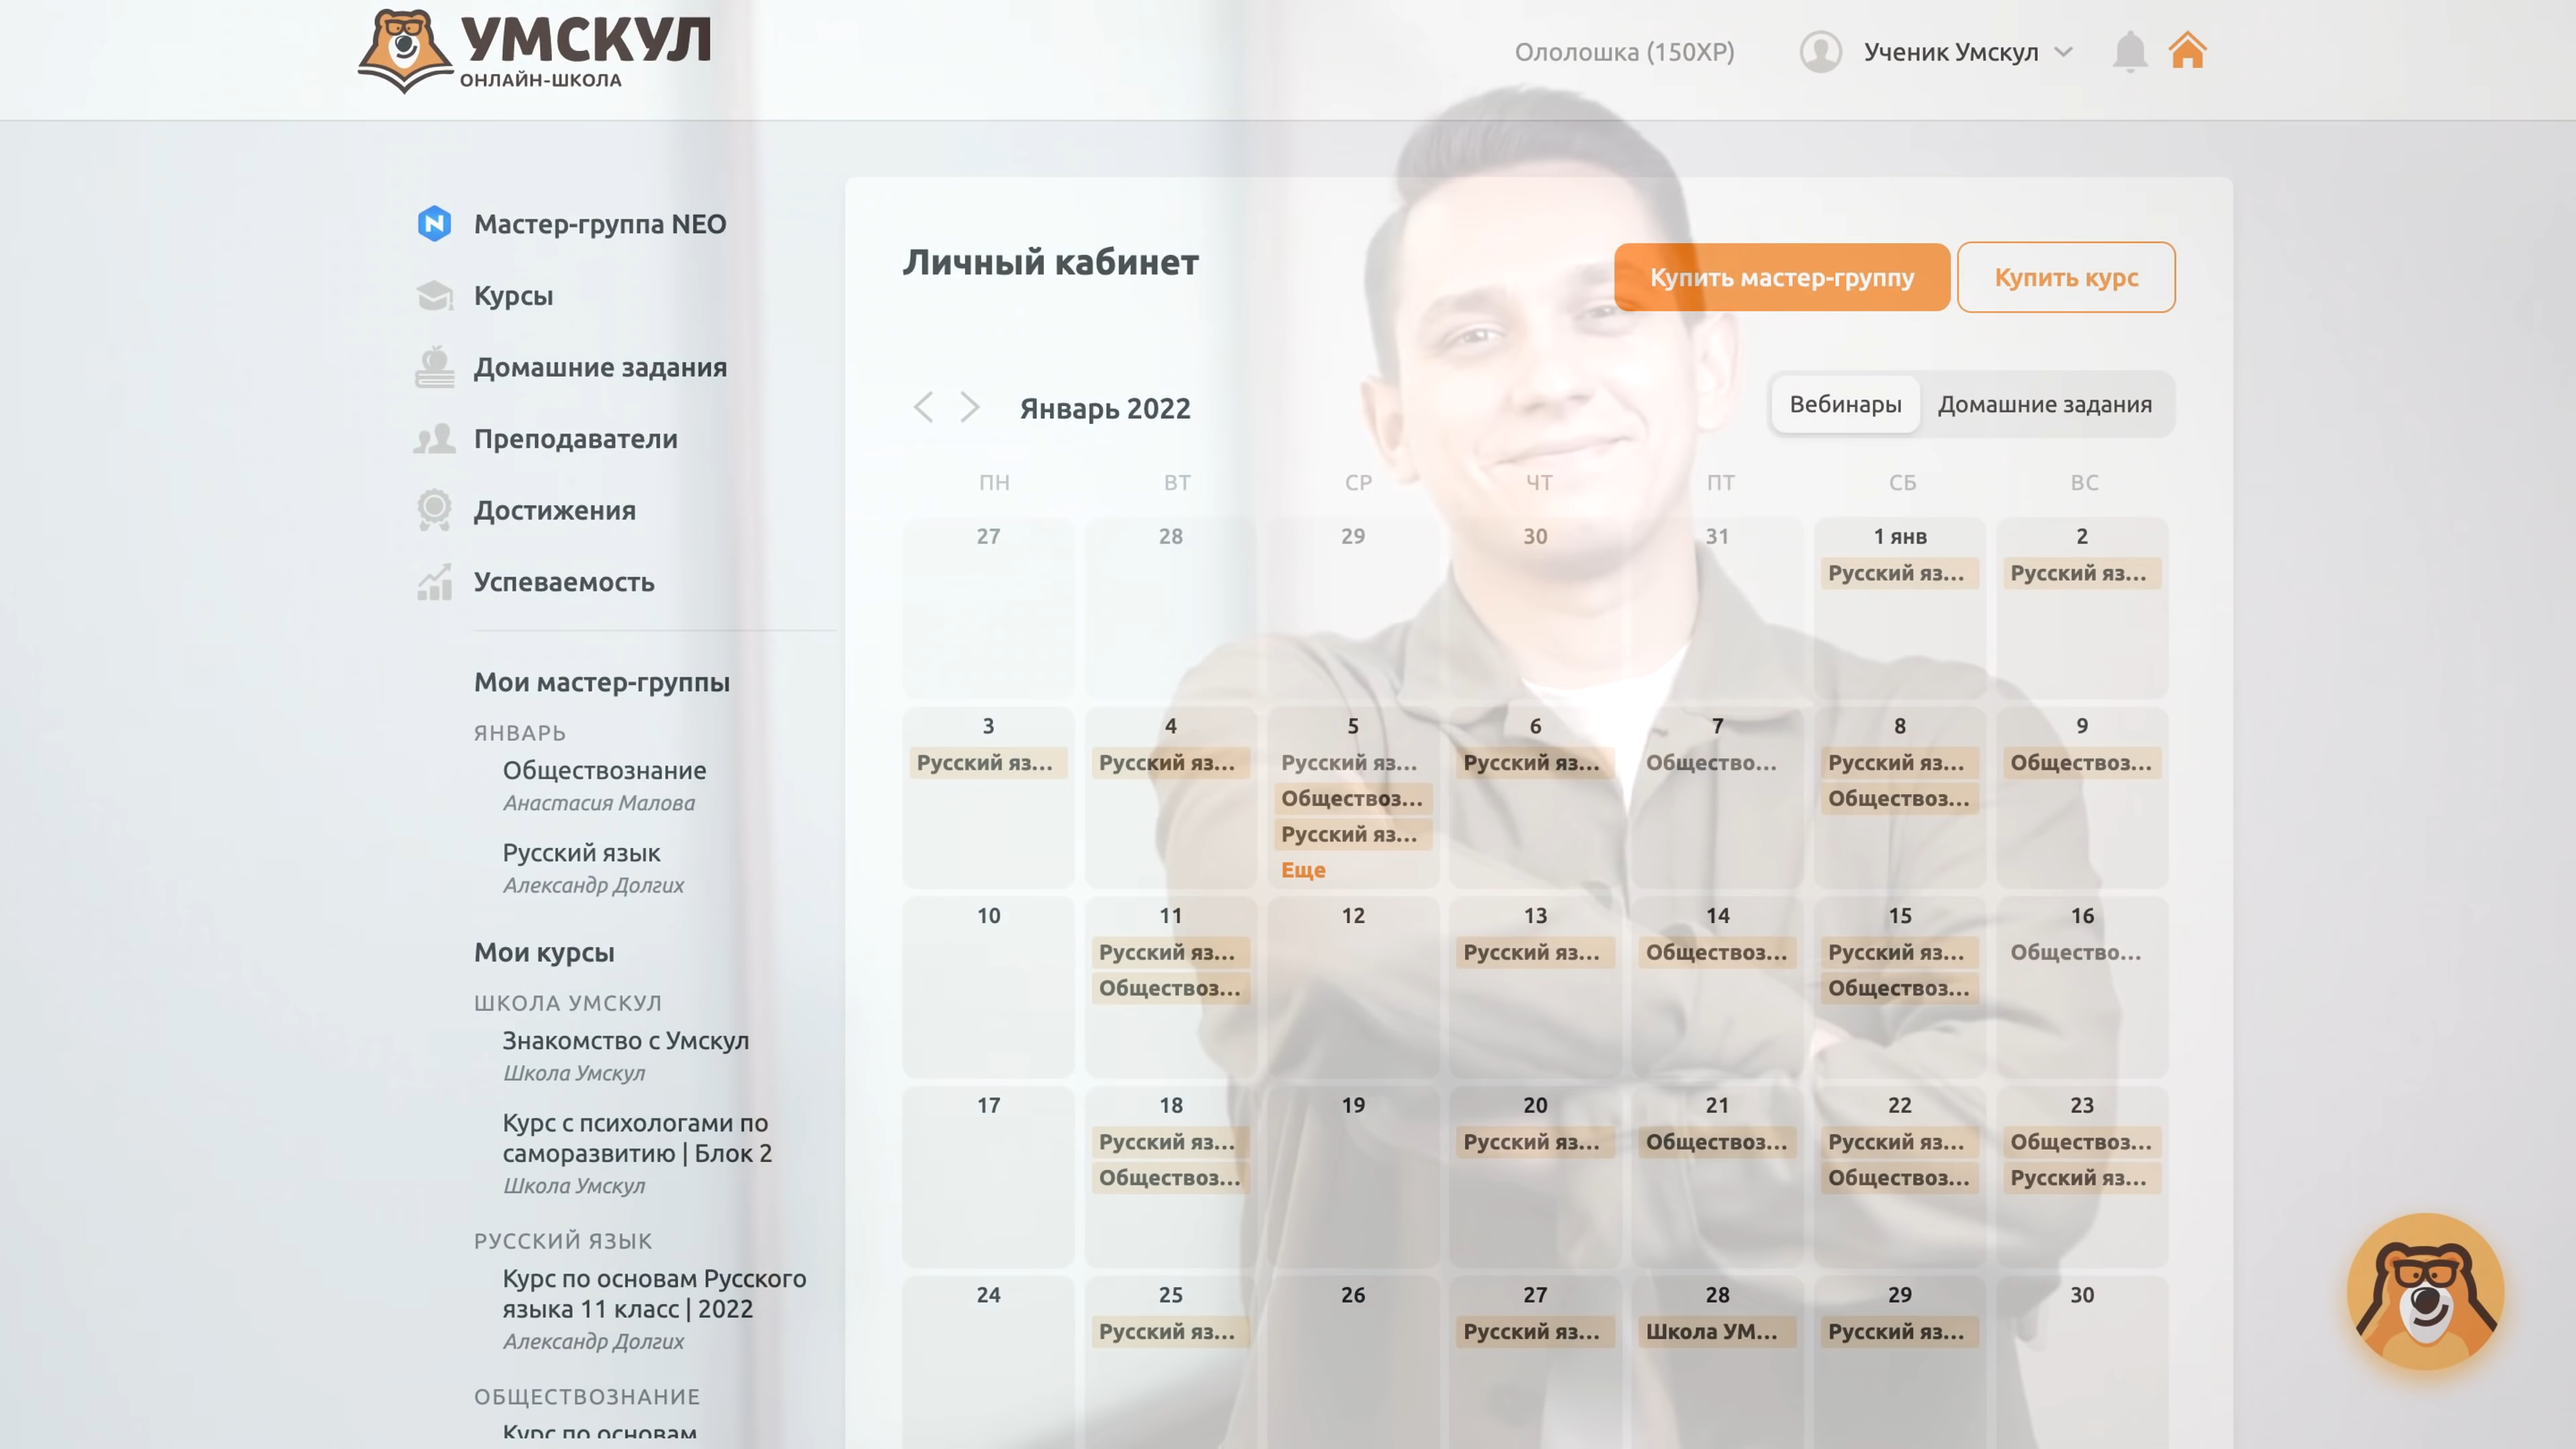 УМСКУЛ
ОНЛАЙН-ШКОЛА
Ололошка (150XP)
Ученик Умскул
Мастер-группа NEO
Курсы
Домашние задания
Преподаватели
Достижения
Успеваемость
Мои мастер-группы
ЯНВАРЬ
Обществознание
Анастасия Малова
Русский язык
Александр Долгих
Мои курсы
ШКОЛА УМСКУЛ
Знакомство с Умскул
Школа Умскул
Курс с психологами по
саморазвитию | Блок 2
Школа Умскул
РУССКИЙ ЯЗЫК
Курс по основам Русского
языка 11 класс | 2022
Александр Долгих
ОБЩЕСТВОЗНАНИЕ
Курс по основам
Личный кабинет
Купить мастер-группу
Купить курс
Январь 2022
Вебинары
Домашние задания
ПН ВТ СР ЧТ ПТ СБ ВС
27 28 29 30 31 1 янв 2
Русский яз... Русский яз...
3 4 5 6 7 8 9
Русский яз... Русский яз... Русский яз... Русский яз... Общество... Русский яз... Обществоз...
Обществоз... Обществоз...
Русский яз...
Еще
10 11 12 13 14 15 16
Русский яз... Русский яз... Обществоз... Русский яз... Общество...
Обществоз... Обществоз...
17 18 19 20 21 22 23
Русский яз... Русский яз... Обществоз... Русский яз... Обществоз...
Обществоз... Обществоз... Русский яз...
24 25 26 27 28 29 30
Русский яз... Русский яз... Школа УМ... Русский яз...